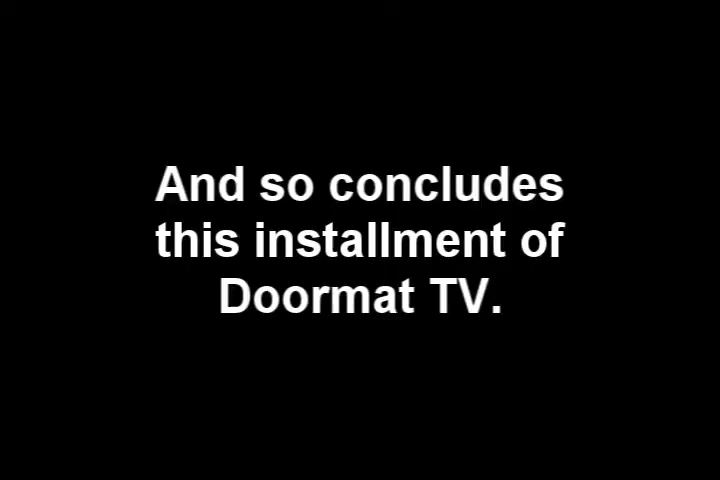 And so concludes
this installment of
Doormat TV.